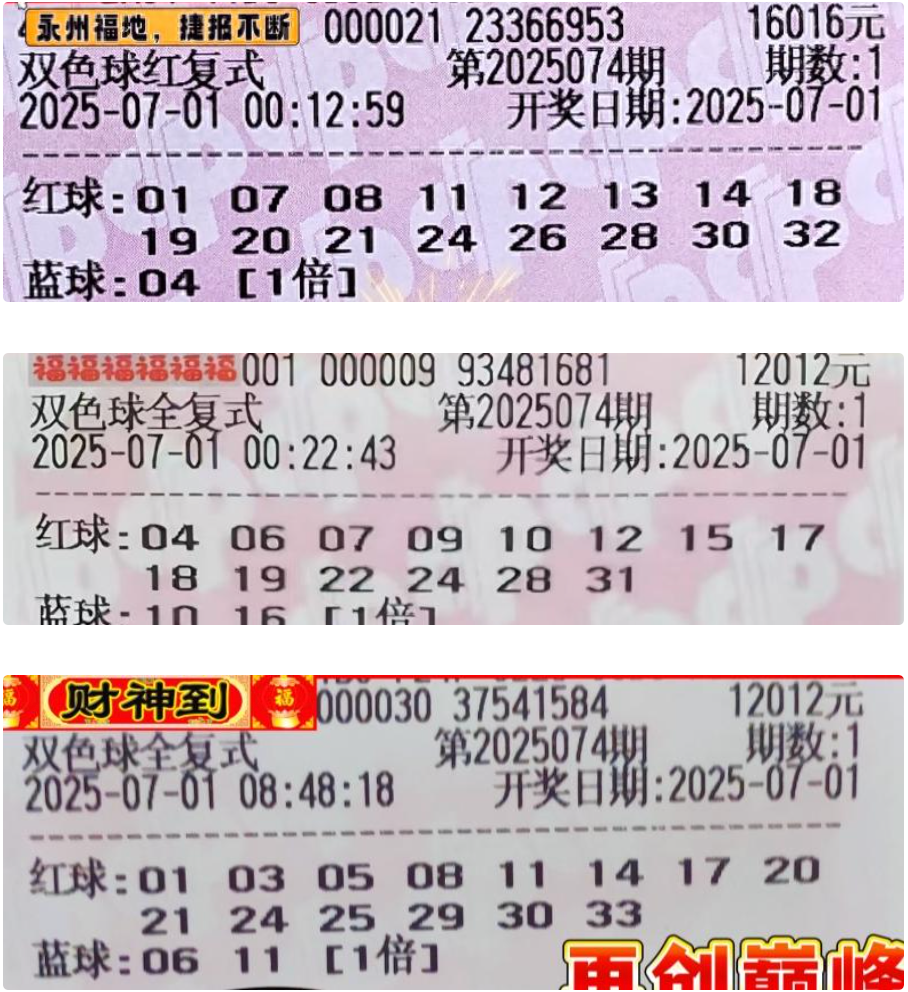 永州福地，捷报不断 000021 23366953 16016元
双色球红复式 第2025074期 期数:1
2025-07-01 00:12:59 开奖日期:2025-07-01
红球:01 07 08 11 12 13 14 18
19 20 21 24 26 28 30 32
蓝球:04 [1倍]
福福福福福福001 000009 93481681 12012元
双色球全复式 第2025074期 期数:1
2025-07-01 00:22:43 开奖日期:2025-07-01
红球:04 06 07 09 10 12 15 17
18 19 22 24 28 31
蓝球:10 16 [1倍]
福 财神到 福 000030 37541584 12012元
双色球全复式 第2025074期 期数:1
2025-07-01 08:48:18 开奖日期:2025-07-01
红球:01 03 05 08 11 14 17 20
21 24 25 29 30 33
蓝球:06 11 [1倍]
再创巅峰